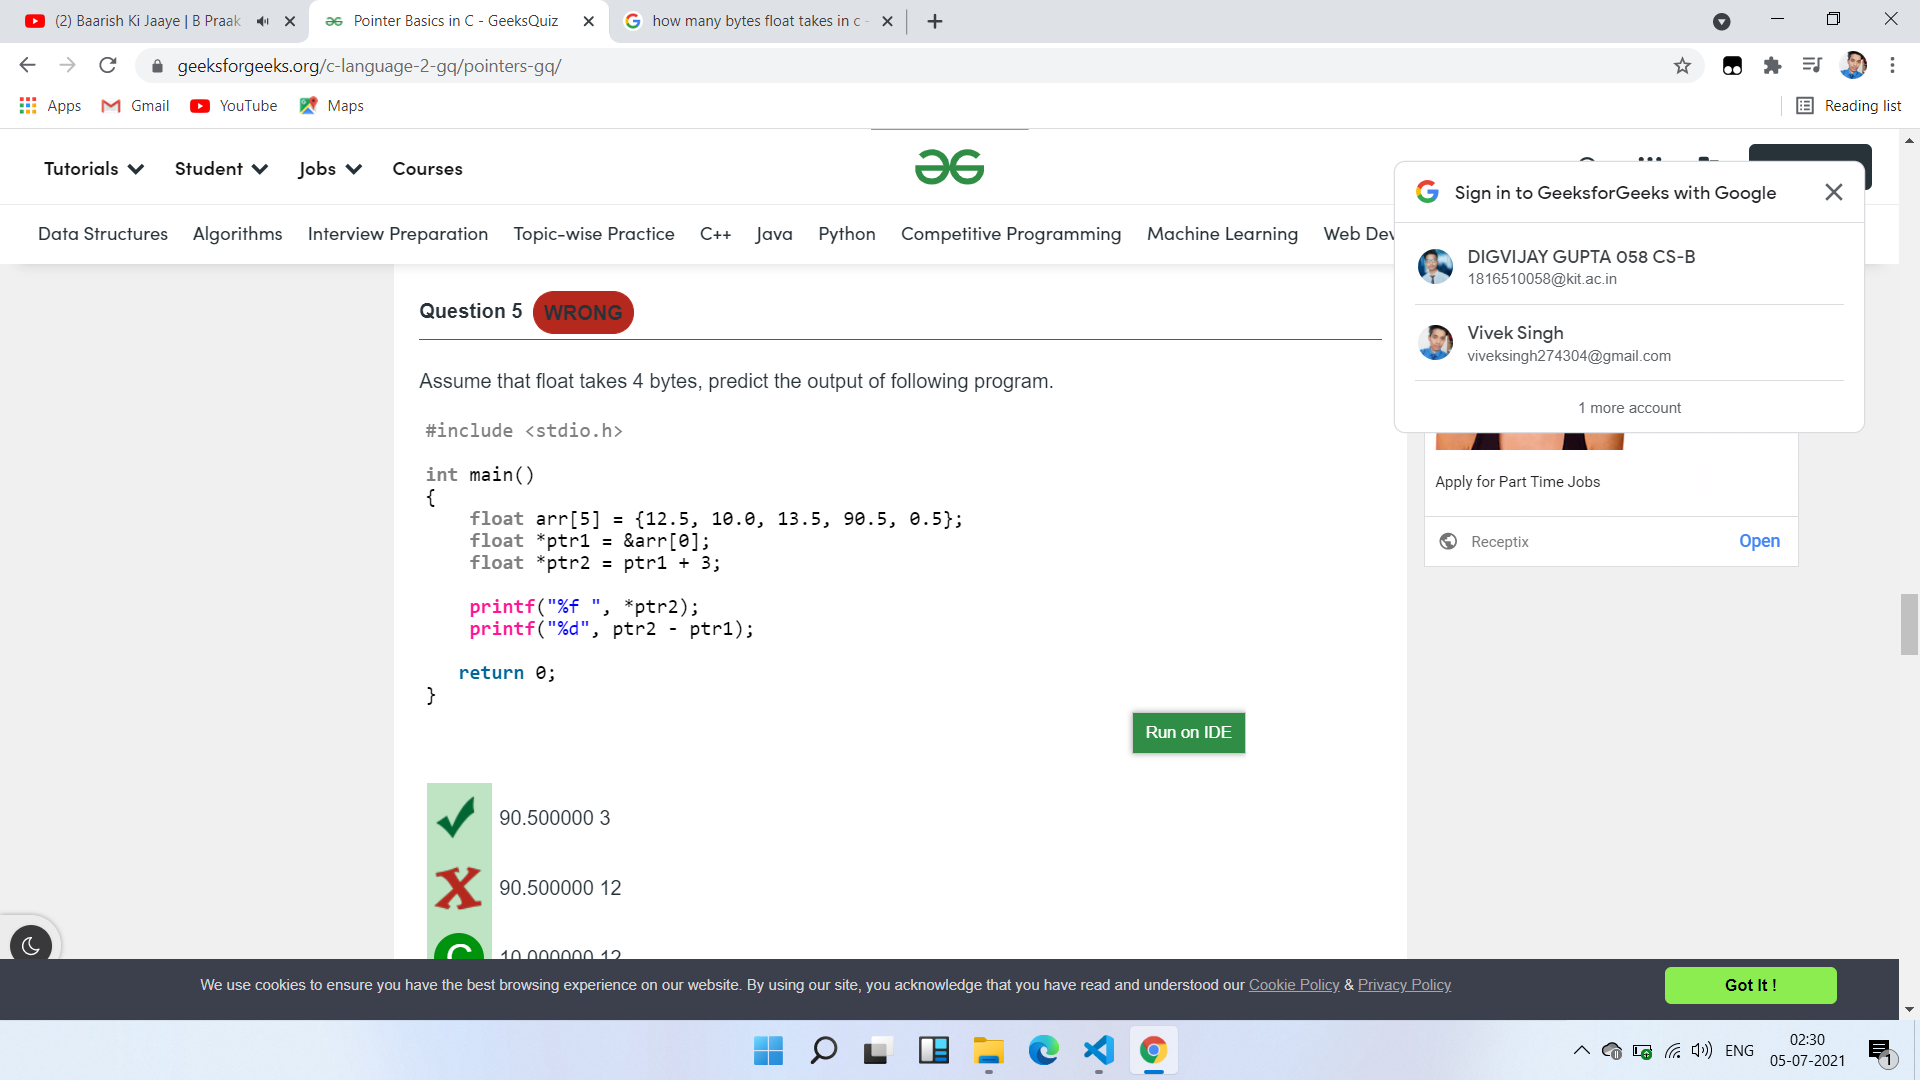 (2) Baarish Ki Jaaye | B Praak
Pointer Basics in C - GeeksQuiz
how many bytes float takes in c -
geeksforgeeks.org/c-language-2-gq/pointers-gq/
Apps
Gmail
YouTube
Maps
Reading list
Tutorials
Student
Jobs
Courses
Sign in to GeeksforGeeks with Google
Data Structures
Algorithms
Interview Preparation
Topic-wise Practice
C++
Java
Python
Competitive Programming
Machine Learning
Web Dev
DIGVIJAY GUPTA 058 CS-B
1816510058@kit.ac.in
Vivek Singh
viveksingh274304@gmail.com
1 more account
Question 5 WRONG
Assume that float takes 4 bytes, predict the output of following program.
#include <stdio.h>
int main()
{
float arr[5] = {12.5, 10.0, 13.5, 90.5, 0.5};
float *ptr1 = &arr[0];
float *ptr2 = ptr1 + 3;
printf("%f ", *ptr2);
printf("%d", ptr2 - ptr1);
return 0;
}
Run on IDE
Apply for Part Time Jobs
Receptix
Open
90.500000 3
90.500000 12
C 10.000000 12
We use cookies to ensure you have the best browsing experience on our website. By using our site, you acknowledge that you have read and understood our Cookie Policy & Privacy Policy
Got It !
ENG
02:30
05-07-2021
1